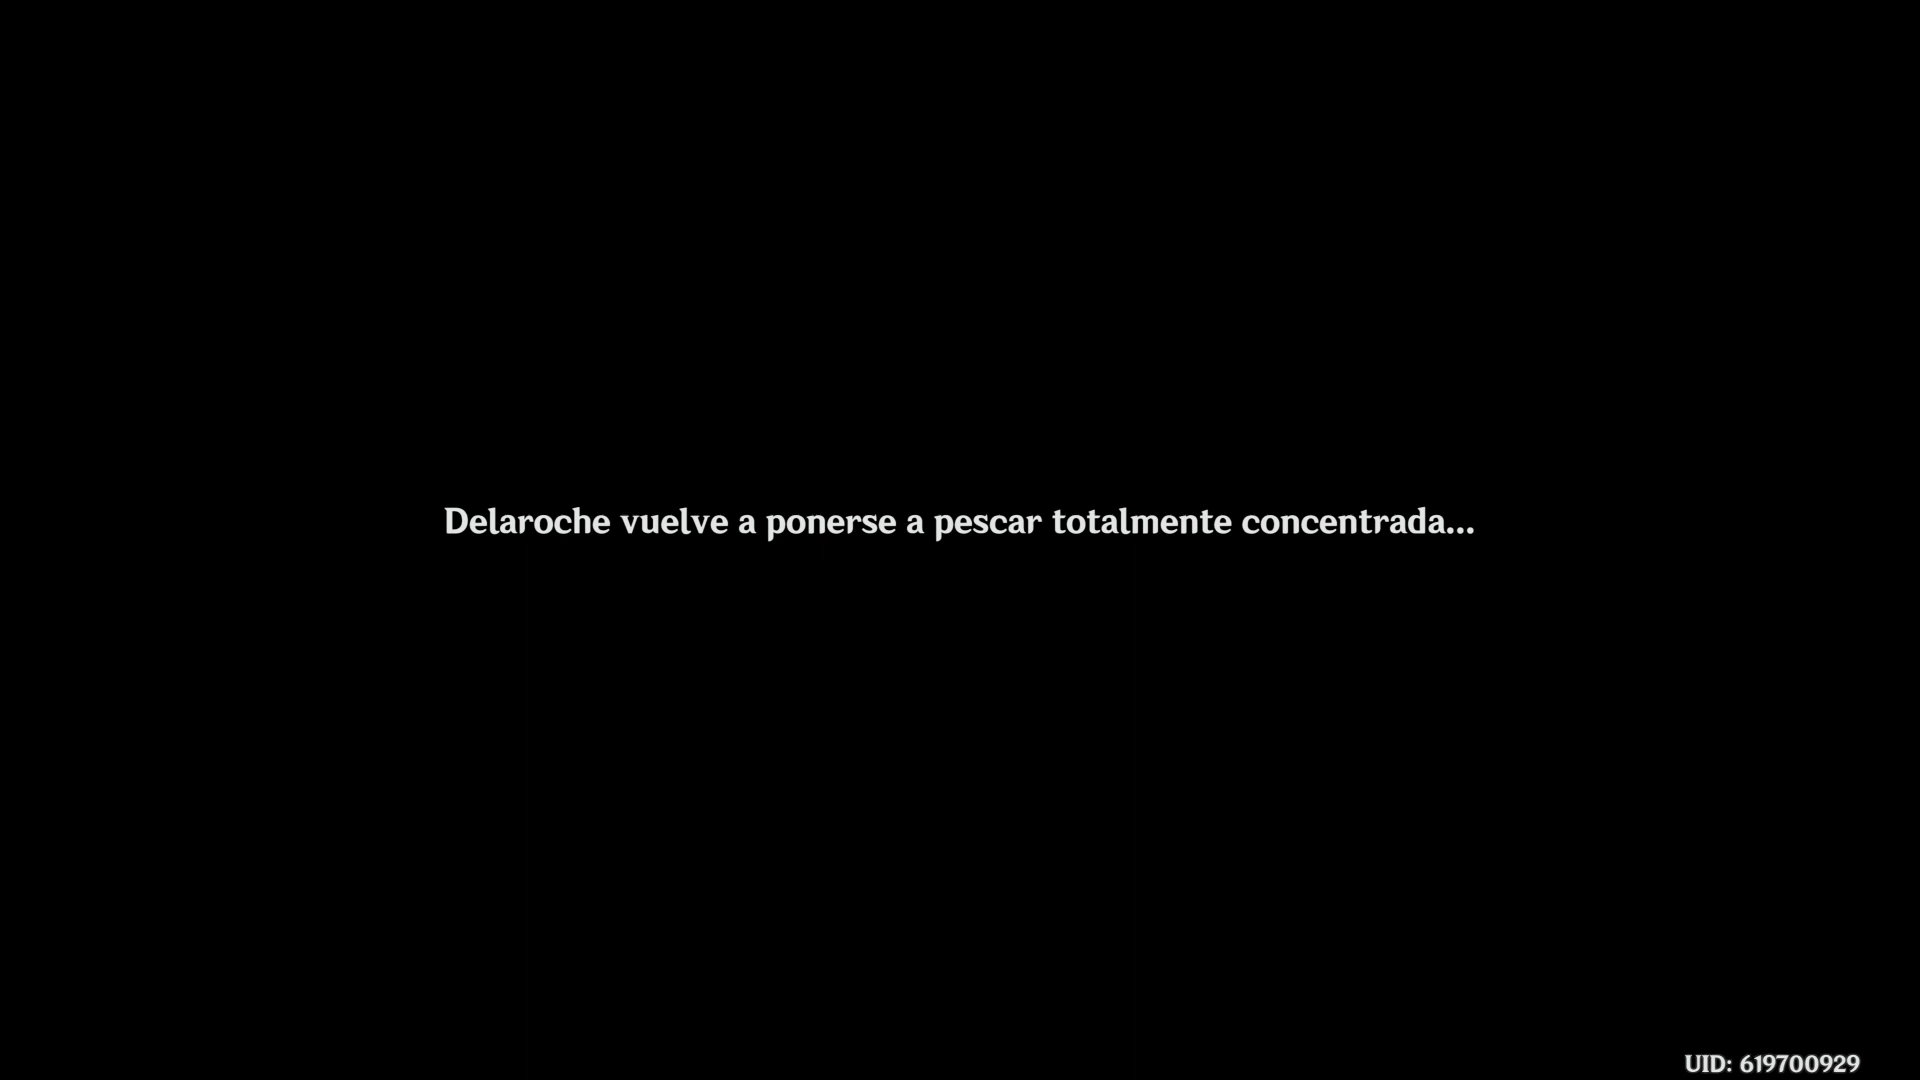 Delaroche vuelve a ponerse a pescar totalmente concentrada...
UID: 619700929